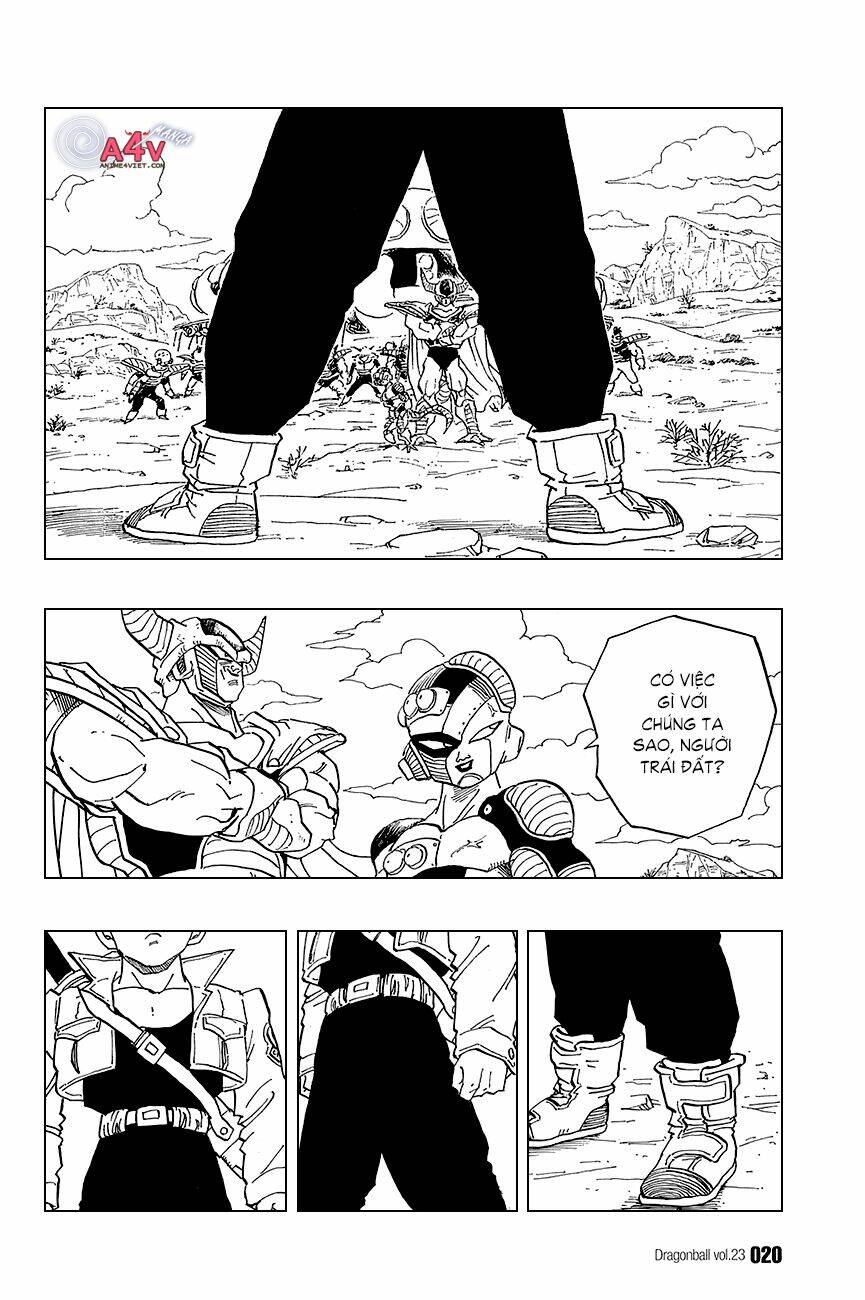 A4V
MANGA
ANIME4VIET.COM
CÓ VIỆC
GÌ VỚI
CHÚNG TA
SAO, NGƯỜI
TRÁI ĐẤT?
Dragonball vol.23 020